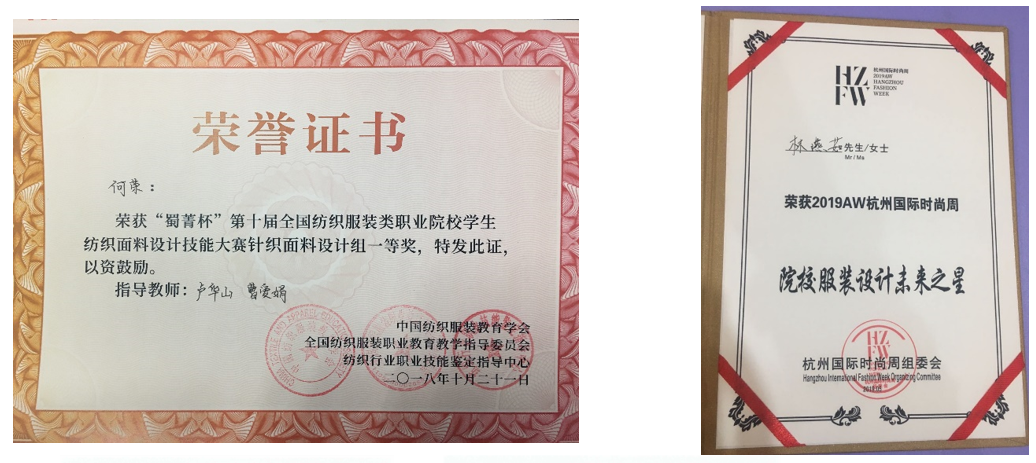 荣誉证书
何荣：
荣获“蜀菁杯”第十届全国纺织服装类职业院校学生
纺织面料设计技能大赛针织面料设计组一等奖，特发此证，
以资鼓励。
指导教师：卢华山 曹爱娟
中国纺织服装教育学会
全国纺织服装职业教育教学指导委员会
纺织行业职业技能鉴定指导中心
二〇一八年十月二十一日
HZ
FW
杭州国际时尚周
2019AW
HANGZHOU
FASHION
WEEK
先生/女士
Mr / Ms
荣获2019AW杭州国际时尚周
院校服装设计未来之星
杭州国际时尚周组委会
Hangzhou International Fashion Week Organizing Committee